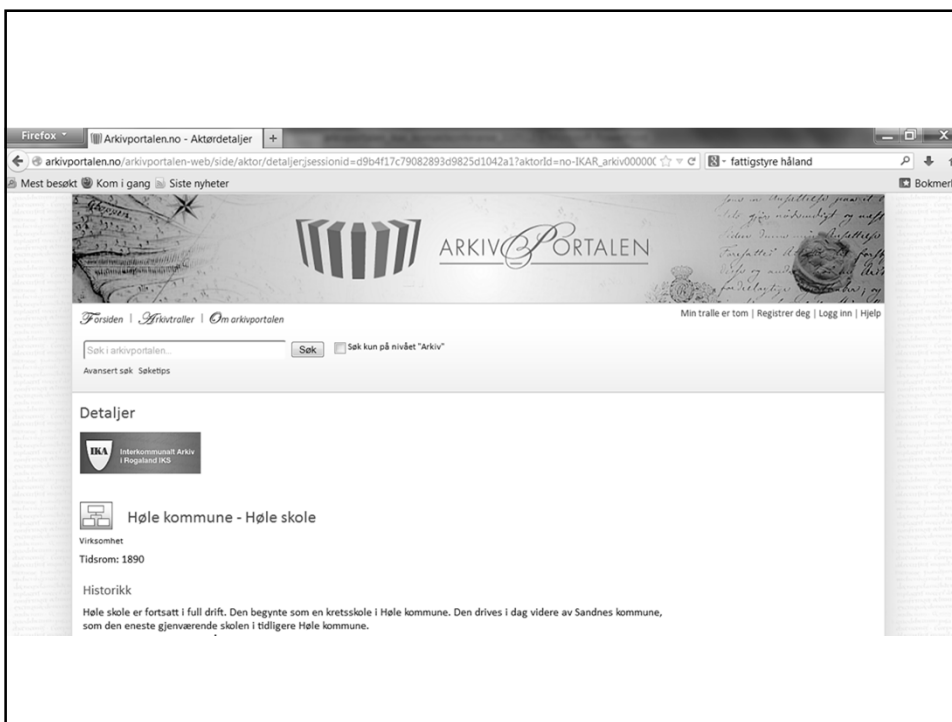 Firefox
Arkivportalen.no - Aktørdetaljer
+
arkivportalen.no/arkivportalen-web/side/aktor/detaljer;jsessionid=d9b4f17c79082893d9825d1042a1?aktorId=no-IKAR_arkiv000000
- fattigstyre håland
Mest besøkt Kom i gang Siste nyheter
Bokmerk
ARKIVPORTALEN
Forsiden | Arkivtraller | Om arkivportalen
Min tralle er tom | Registrer deg | Logg inn | Hjelp
Søk i arkivportalen...
Søk
Søk kun på nivået "Arkiv"
Avansert søk Søketips
Detaljer
IKA
Interkommunalt Arkiv
i Rogaland IKS
Høle kommune - Høle skole
Virksomhet
Tidsrom: 1890
Historikk
Høle skole er fortsatt i full drift. Den begynte som en kretsskole i Høle kommune. Den drives i dag videre av Sandnes kommune,
som den eneste gjenværende skolen i tidligere Høle kommune.